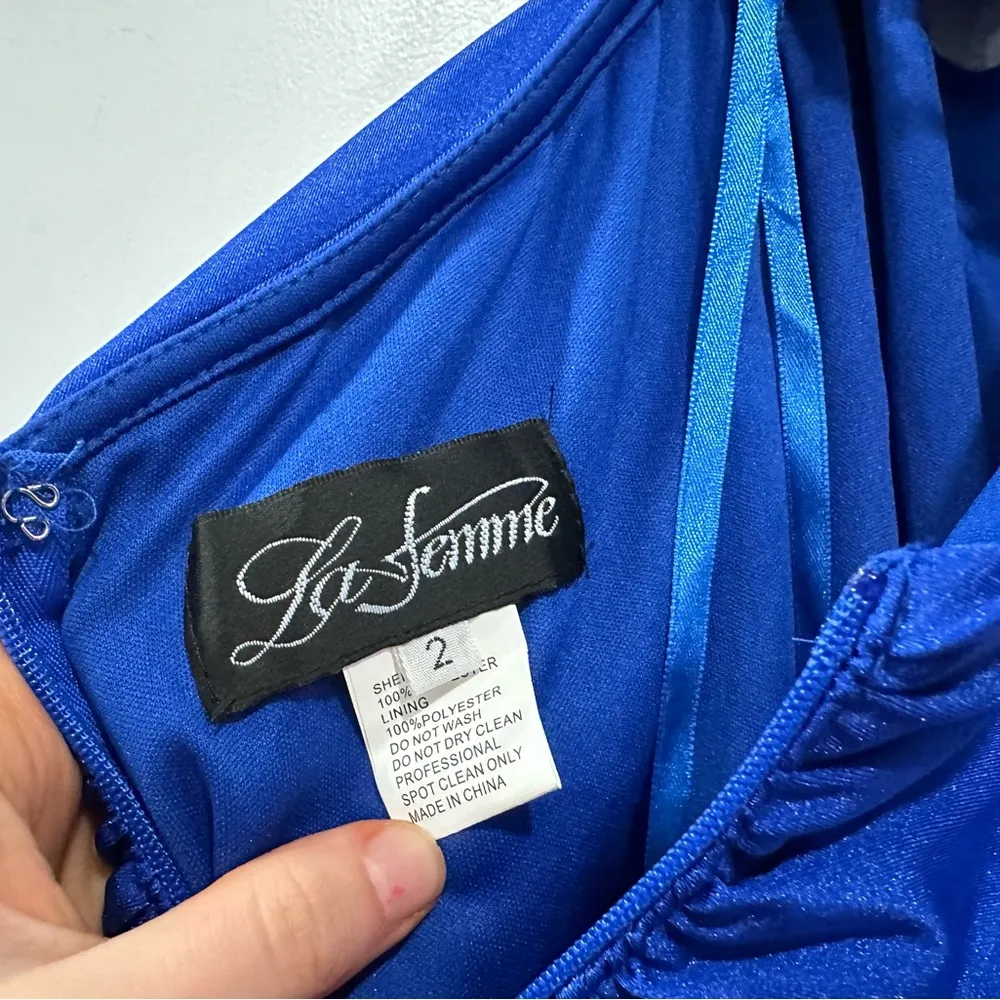 La Femme
2
100%
LINING
100%POLYESTER
DO NOT WASH
DO NOT DRY CLEAN
PROFESSIONAL
SPOT CLEAN ONLY
MADE IN CHINA